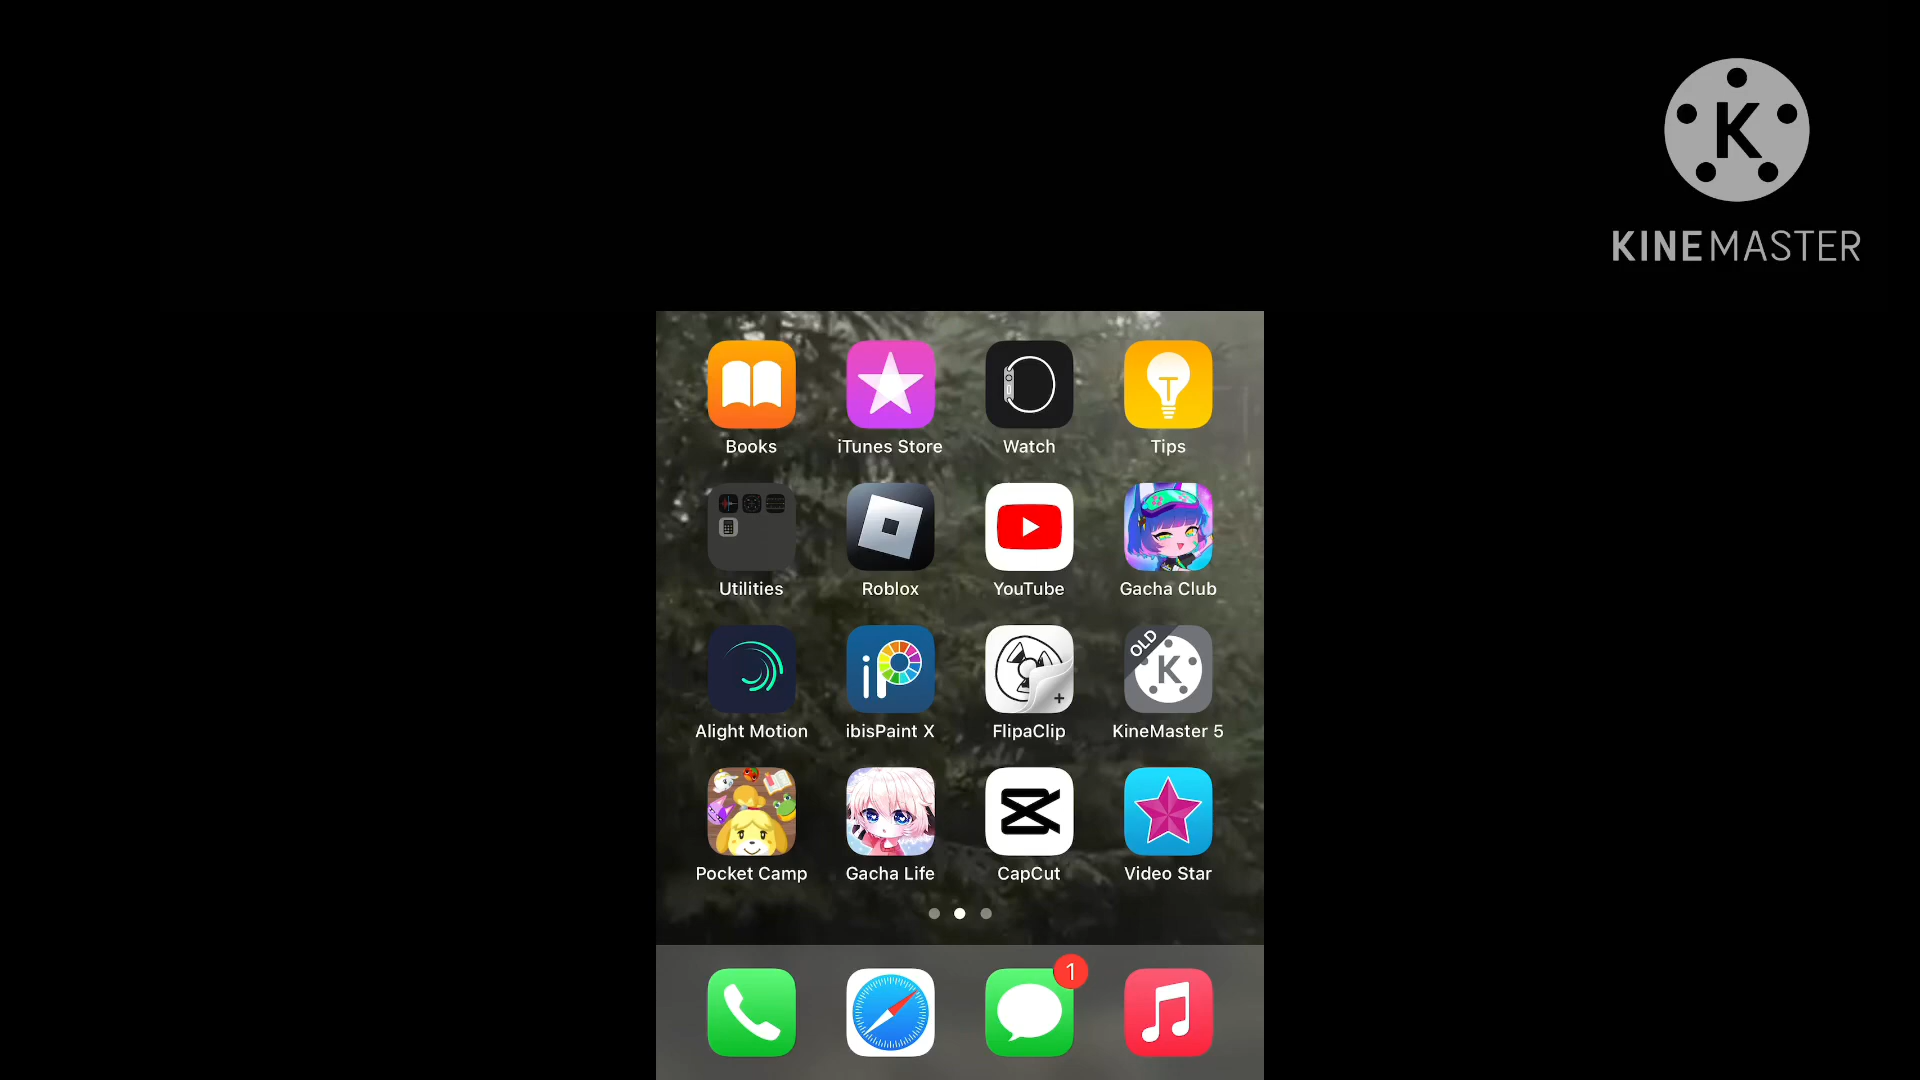 K
KINEMASTER
Books
iTunes Store
Watch
Tips
Utilities
Roblox
YouTube
Gacha Club
Alight Motion
iP
ibisPaint X
FlipaClip
OLD
K
KineMaster 5
Pocket Camp
Gacha Life
CapCut
Video Star
1